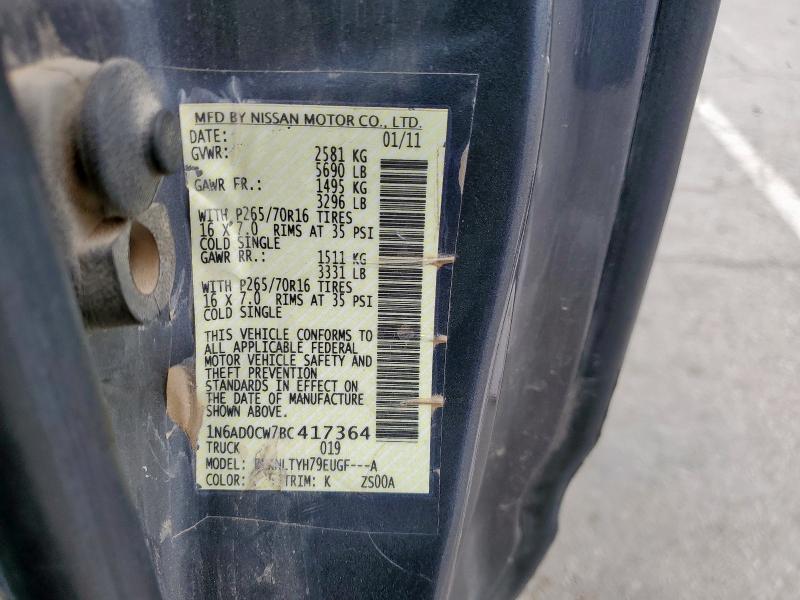 MFD BY NISSAN MOTOR CO., LTD.
DATE: 01/11
GVWR: 2581 KG
5690 LB
GAWR FR.: 1495 KG
3296 LB
WITH P265/70R16 TIRES
16 X 7.0 RIMS AT 35 PSI
COLD SINGLE
GAWR RR.: 1511 KG
3331 LB
WITH P265/70R16 TIRES
16 X 7.0 RIMS AT 35 PSI
COLD SINGLE
THIS VEHICLE CONFORMS TO
ALL APPLICABLE FEDERAL
MOTOR VEHICLE SAFETY AND
THEFT PREVENTION
STANDARDS IN EFFECT ON
THE DATE OF MANUFACTURE
SHOWN ABOVE.
1N6AD0CW7BC417364
TRUCK 019
MODEL:
COLOR: TRIM: K ZS00A